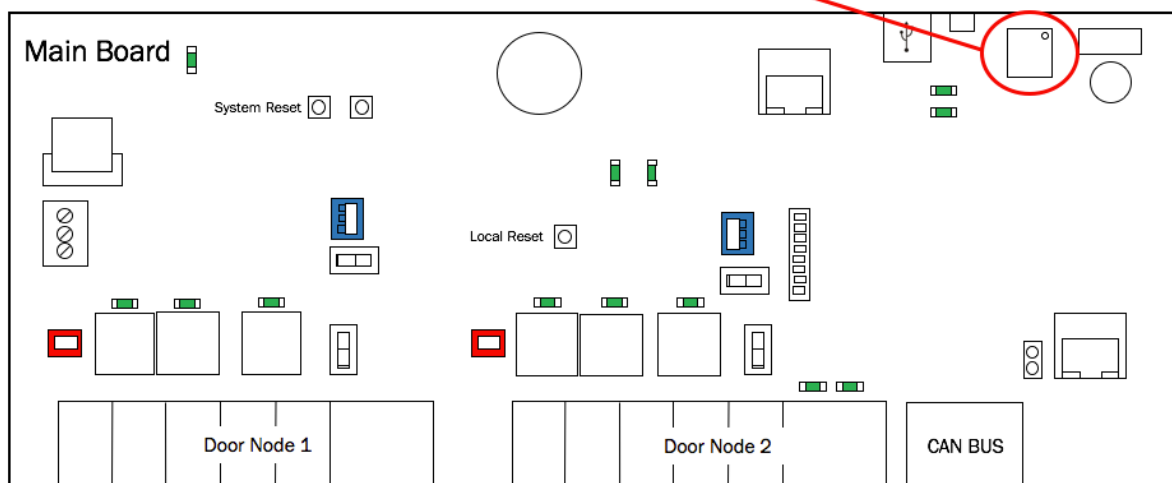 Main Board
System Reset
Local Reset
Door Node 1
Door Node 2
CAN BUS